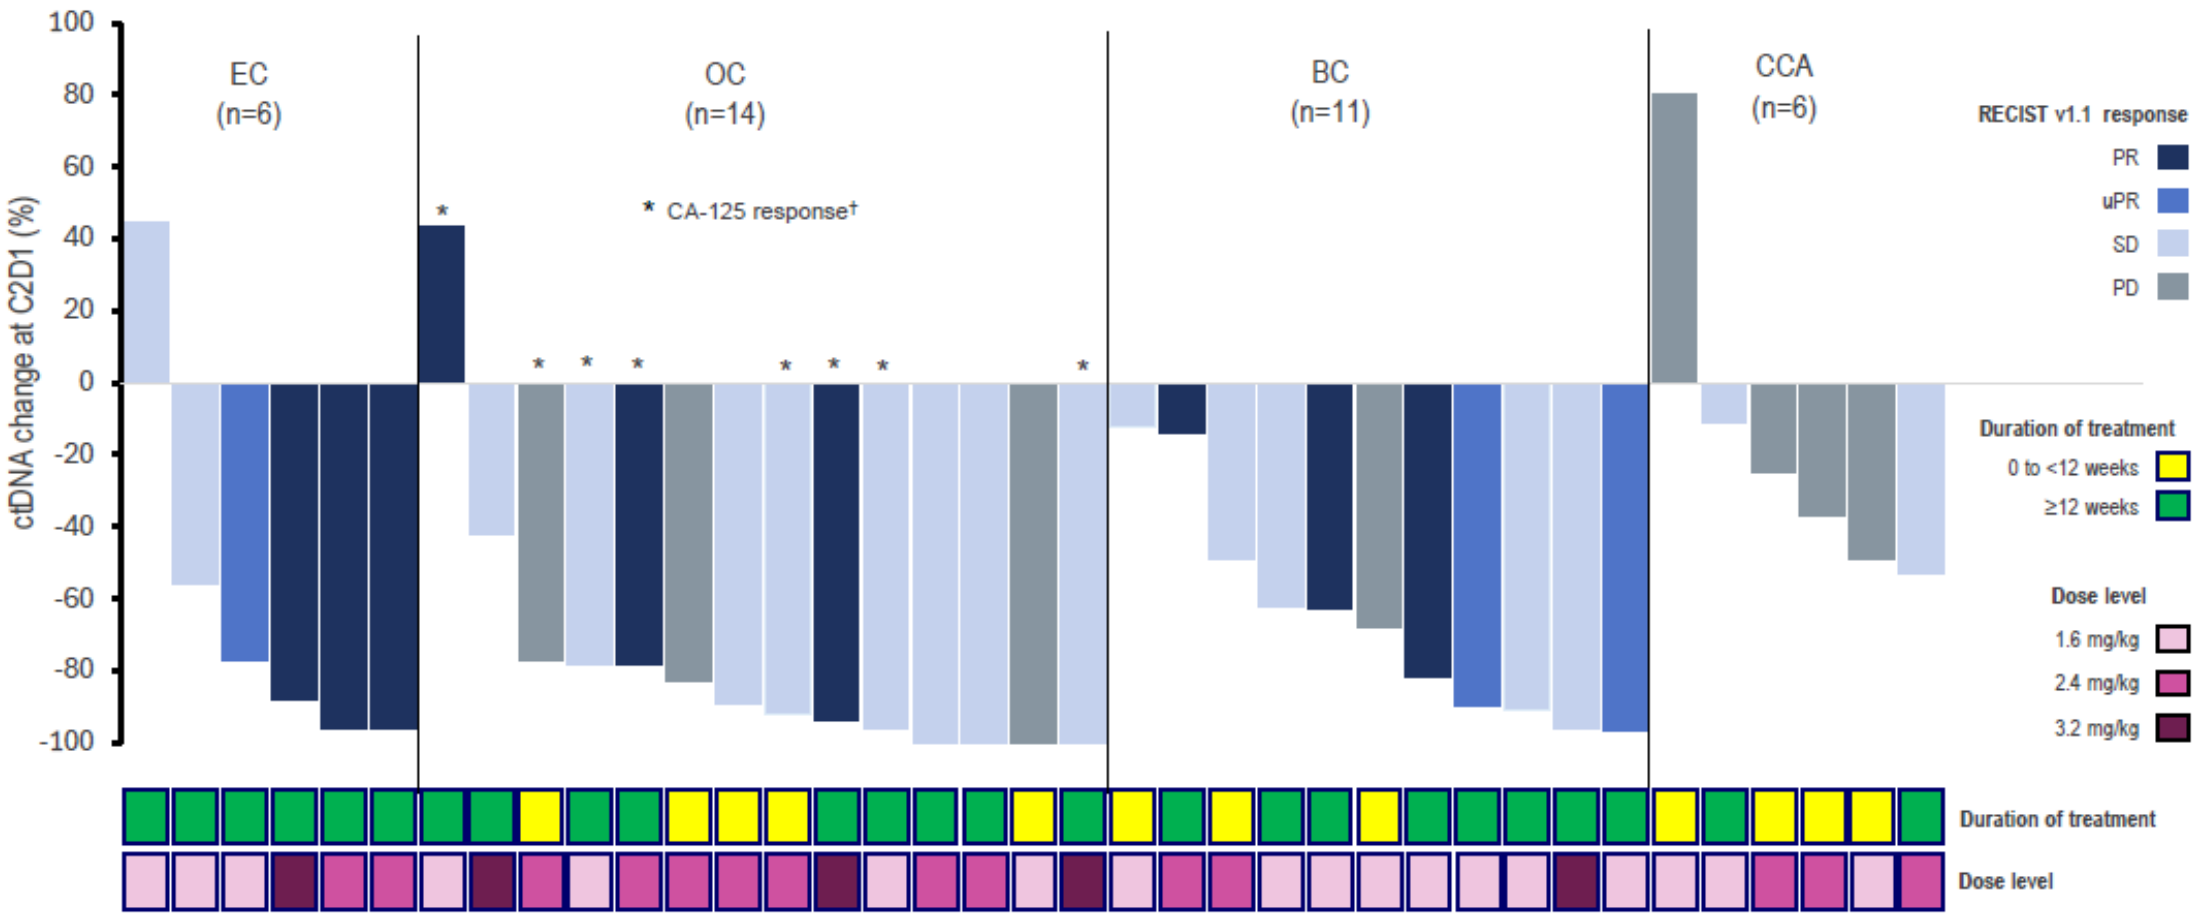 ctDNA change at C2D1 (%)
100
80
60
40
20
0
-20
-40
-60
-80
-100
EC
(n=6)
OC
(n=14)
BC
(n=11)
CCA
(n=6)
* CA-125 response†
*
* * * * * * *
RECIST v1.1 response
PR
uPR
SD
PD
Duration of treatment
0 to <12 weeks
≥12 weeks
Dose level
1.6 mg/kg
2.4 mg/kg
3.2 mg/kg
Duration of treatment
Dose level